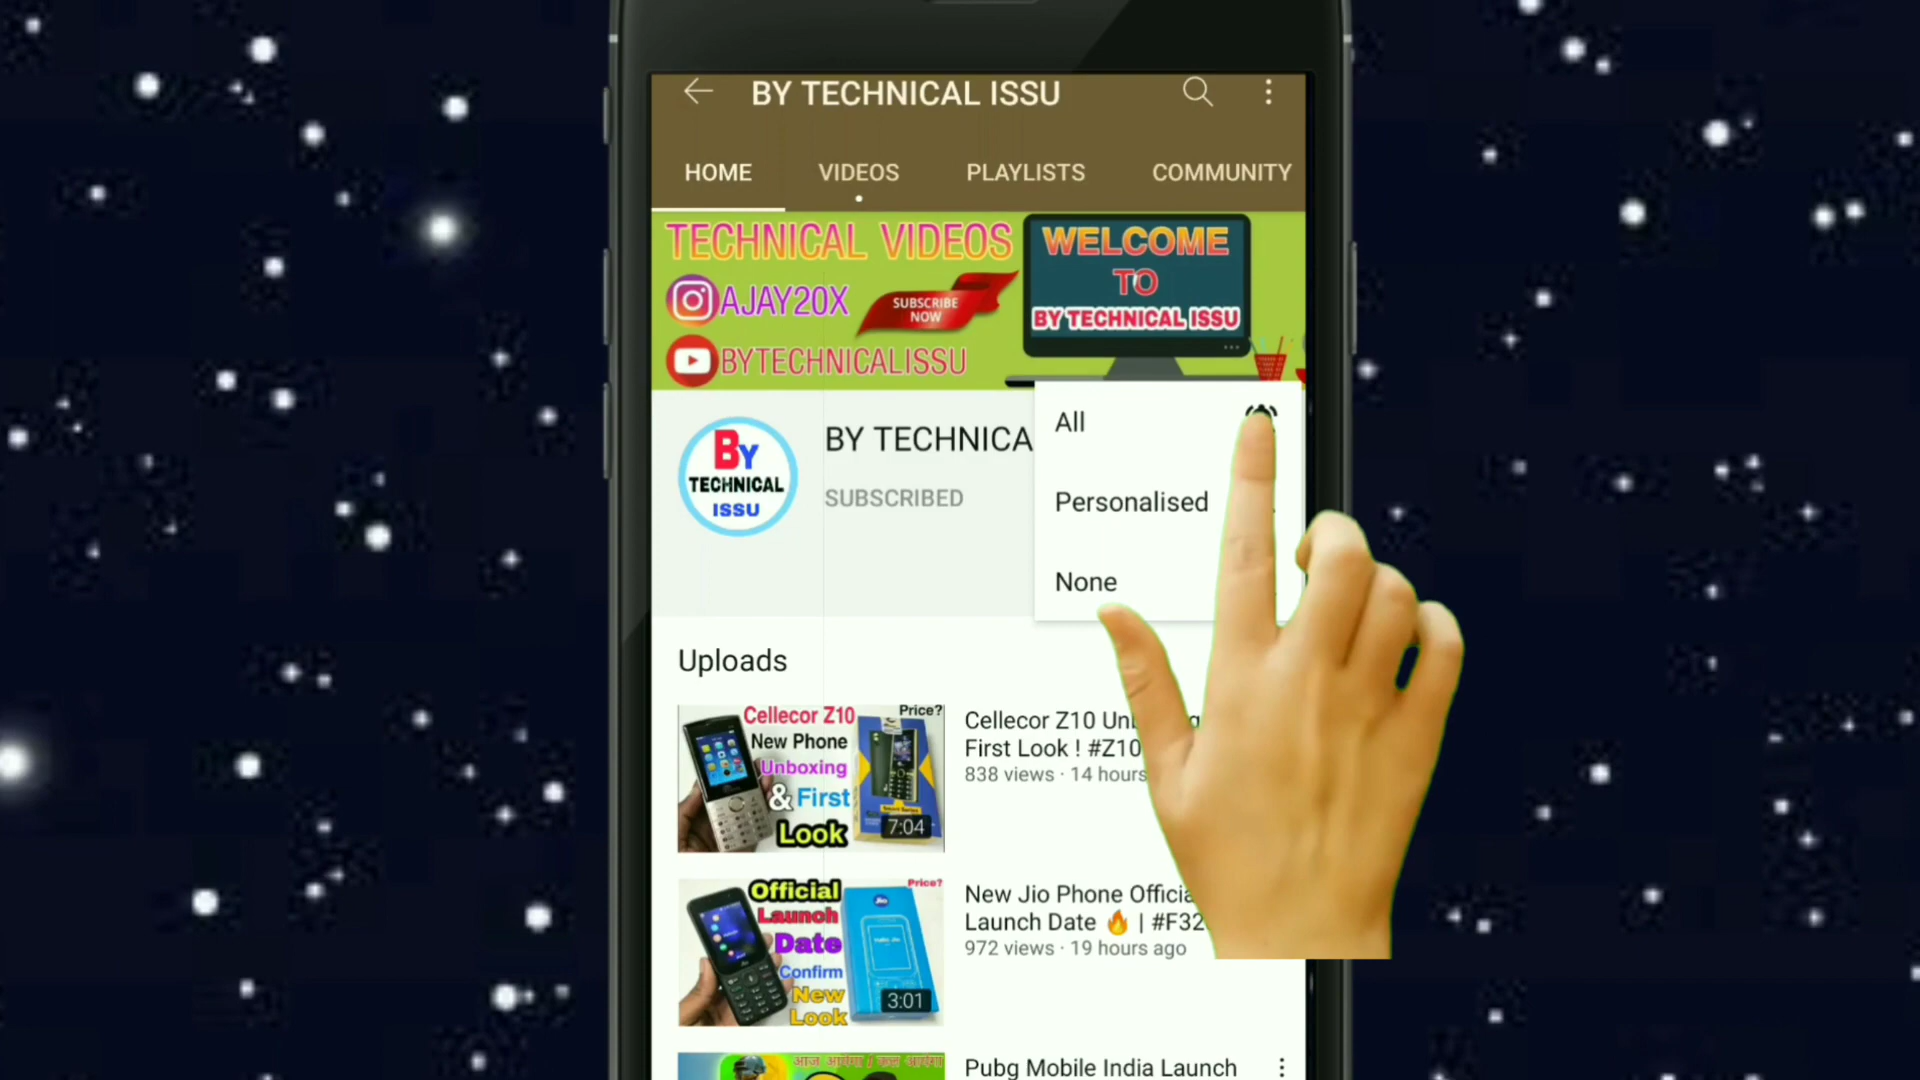 BY TECHNICAL ISSU
HOME VIDEOS PLAYLISTS COMMUNITY
TECHNICAL VIDEOS
AJAY20X
SUBSCRIBE
NOW
BYTECHNICALISSU
WELCOME
TO
BY TECHNICAL ISSU
BY
TECHNICAL
ISSU
BY TECHNICA
SUBSCRIBED
All
Personalised
None
Uploads
Cellecor Z10
Price?
New Phone
Unboxing
& First
Look
7:04
Cellecor Z10
First Look ! #Z10
838 views · 14 hours
Official
Price?
Launch
Date
Confirm
New
Look
Jio
3:01
New Jio Phone Officia
Launch Date 🔥 | #F32
972 views · 19 hours ago
Pubg Mobile India Launch